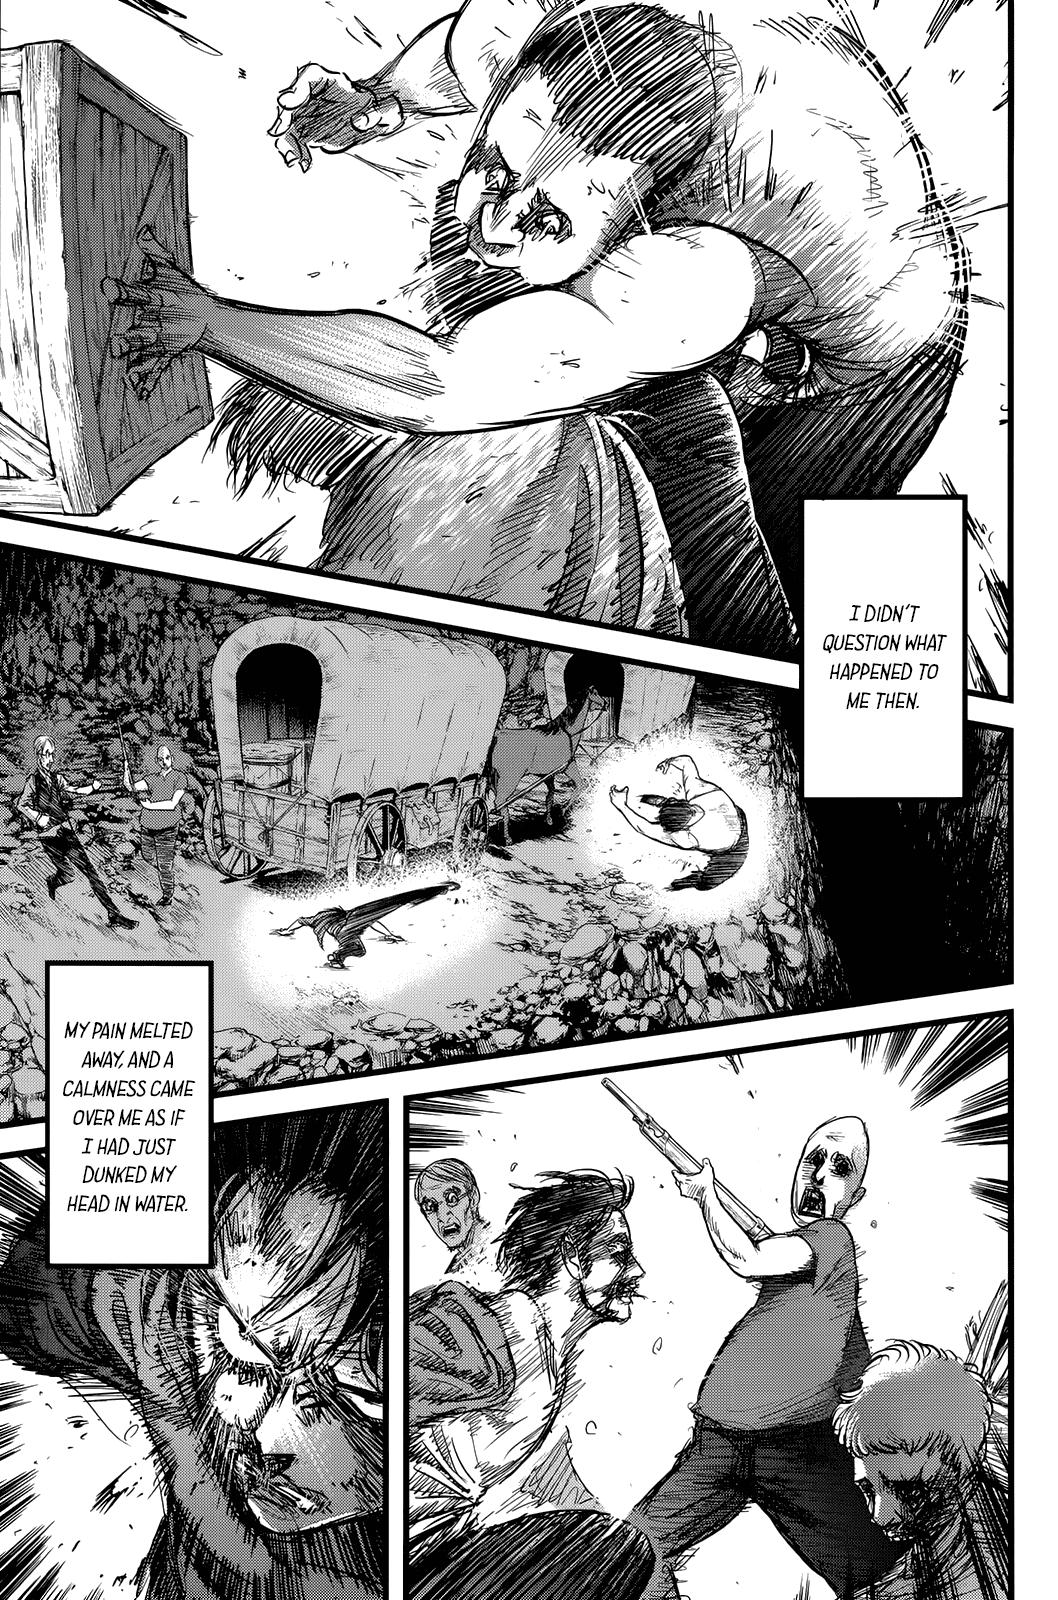 I DIDN'T
QUESTION WHAT
HAPPENED TO
ME THEN.
MY PAIN MELTED
AWAY, AND A
CALMNESS CAME
OVER ME AS IF
I HAD JUST
DUNKED MY
HEAD IN WATER.